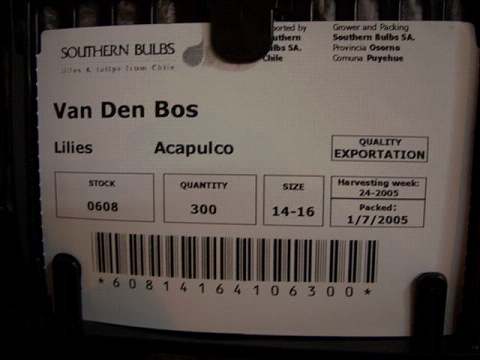 SOUTHERN BULBS
Lilies & tulips from Chile
ported by
uthern
lbs SA.
Chile
Grower and Packing
Southern Bulbs SA.
Provincia Osorno
Comuna Puyehue
Van Den Bos
Lilies Acapulco
QUALITY
EXPORTATION
STOCK
0608
QUANTITY
300
SIZE
14-16
Harvesting week:
24-2005
Packed:
1/7/2005
*60814164106300*